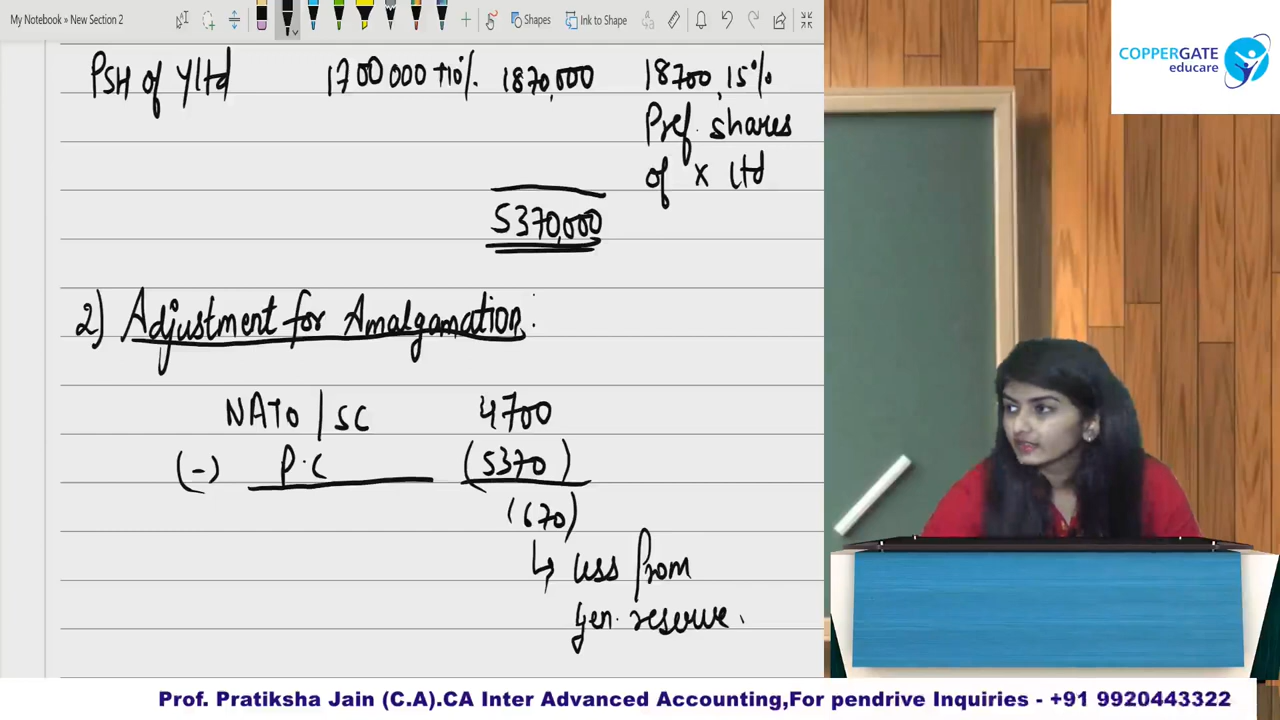 My Notebook » New Section 2
Shapes
Ink to Shape
COPPERGATE
educare
PSH of Y Ltd 1700 000 +10% 1870,000 18700, 15%
Pref. shares
of X Ltd
5370,000
2) Adjustment for Amalgamation:
NATO / SC 4700
(-) P.C (5370)
(670)
↳ less from
gen. reserve.
Prof. Pratiksha Jain (C.A).CA Inter Advanced Accounting,For pendrive Inquiries - +91 9920443322